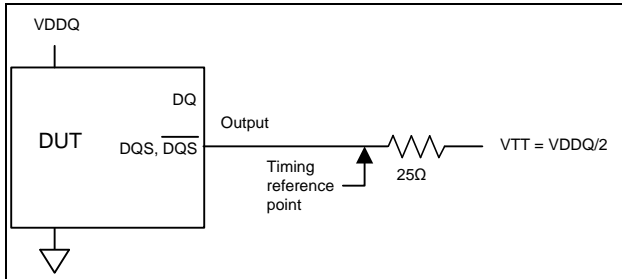 VDDQ
DUT
DQ
DQS, DQS
Output
Timing
reference
point
25Ω
VTT = VDDQ/2